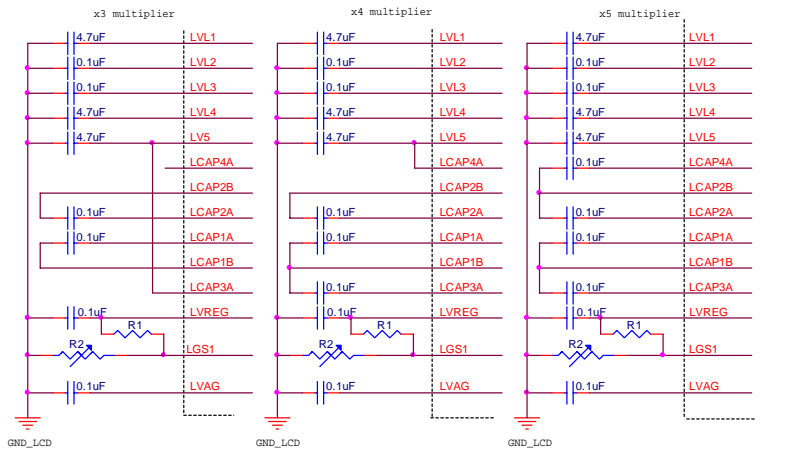 x3 multiplier
4.7uF LVL1
0.1uF LVL2
0.1uF LVL3
4.7uF LVL4
4.7uF LV5
LCAP4A
LCAP2B
0.1uF LCAP2A
0.1uF LCAP1A
LCAP1B
LCAP3A
0.1uF LVREG
R1
R2 LGS1
0.1uF LVAG
GND_LCD
x4 multiplier
4.7uF LVL1
0.1uF LVL2
0.1uF LVL3
4.7uF LVL4
4.7uF LVL5
LCAP4A
LCAP2B
0.1uF LCAP2A
0.1uF LCAP1A
LCAP1B
0.1uF LCAP3A
0.1uF LVREG
R1
R2 LGS1
0.1uF LVAG
GND_LCD
x5 multiplier
4.7uF LVL1
0.1uF LVL2
0.1uF LVL3
4.7uF LVL4
4.7uF LVL5
0.1uF LCAP4A
LCAP2B
0.1uF LCAP2A
0.1uF LCAP1A
LCAP1B
0.1uF LCAP3A
0.1uF LVREG
R1
R2 LGS1
0.1uF LVAG
GND_LCD